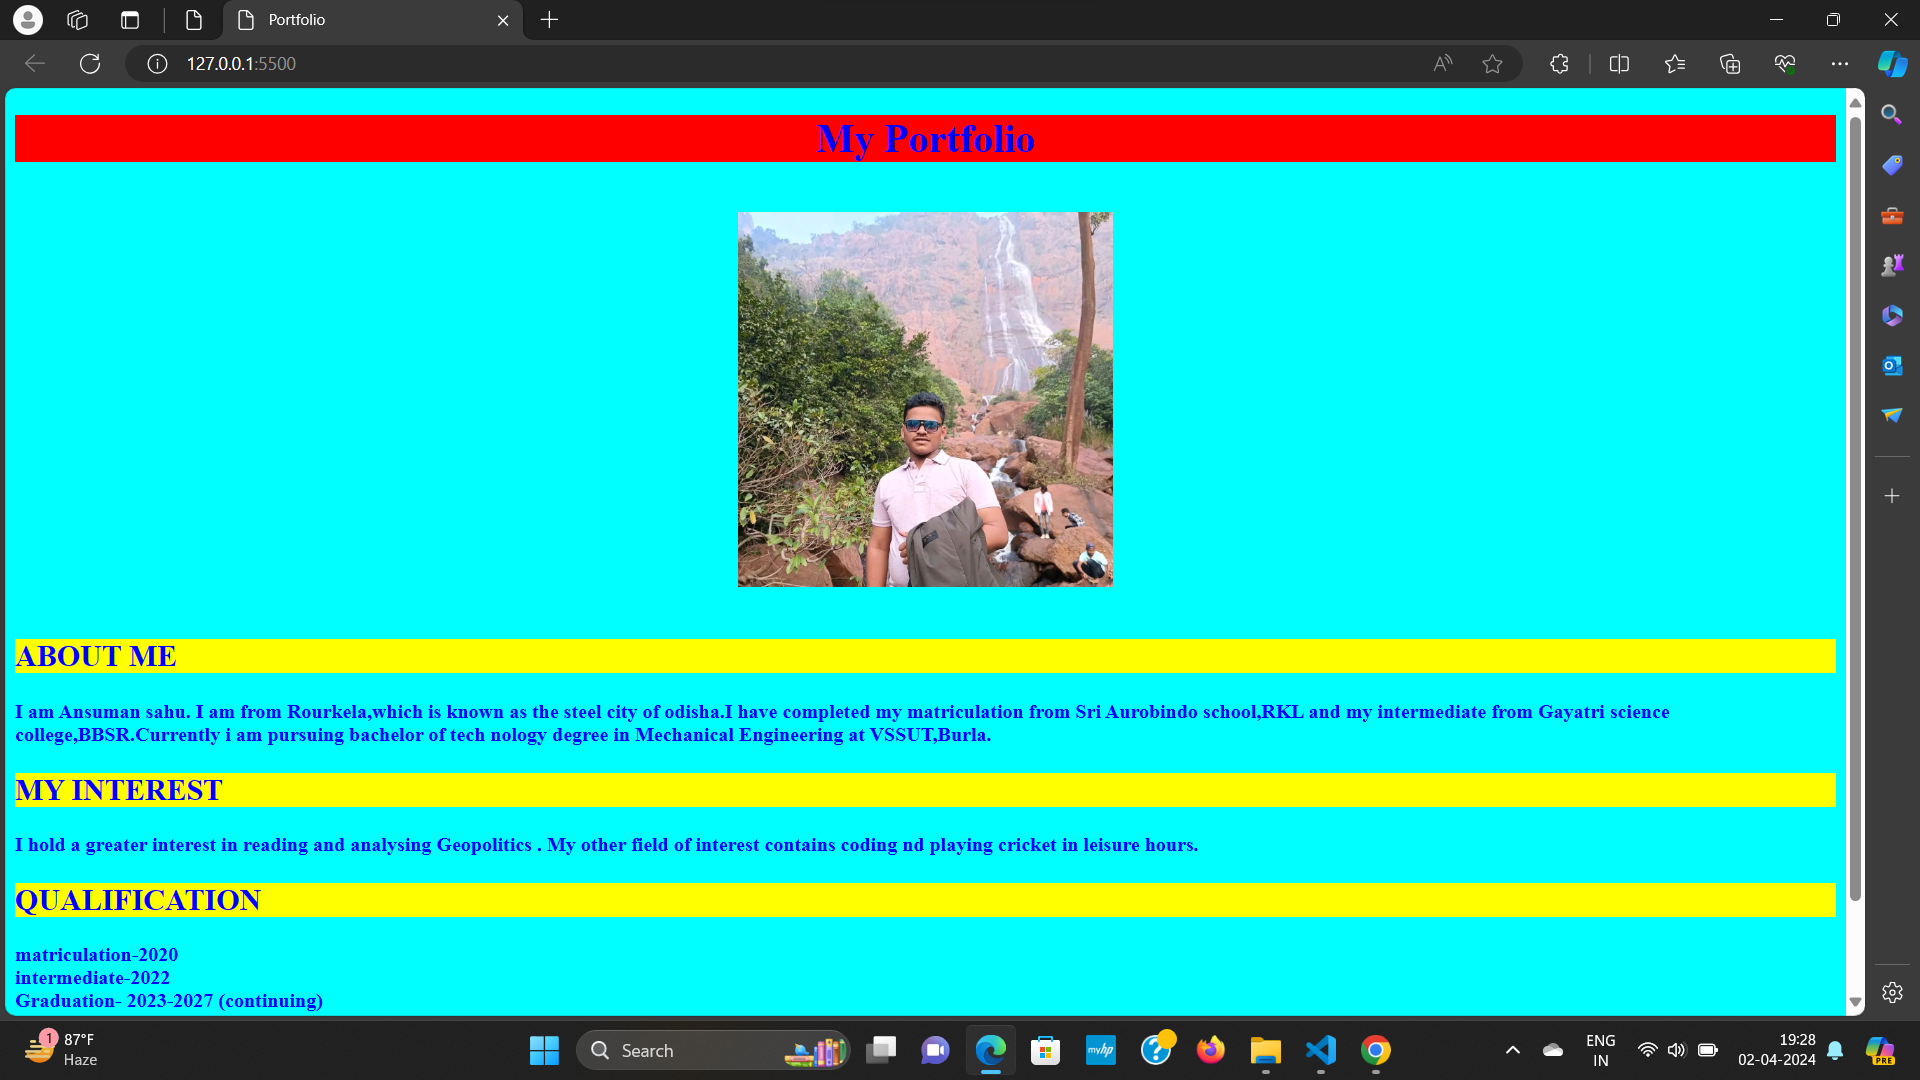 Portfolio
127.0.0.1:5500
My Portfolio
ABOUT ME
I am Ansuman sahu. I am from Rourkela,which is known as the steel city of odisha.I have completed my matriculation from Sri Aurobindo school,RKL and my intermediate from Gayatri science
college,BBSR.Currently i am pursuing bachelor of tech nology degree in Mechanical Engineering at VSSUT,Burla.
MY INTEREST
I hold a greater interest in reading and analysing Geopolitics . My other field of interest contains coding nd playing cricket in leisure hours.
QUALIFICATION
matriculation-2020
intermediate-2022
Graduation- 2023-2027 (continuing)
1
87°F
Haze
Search
myhp
ENG
IN
19:28
02-04-2024
PRE